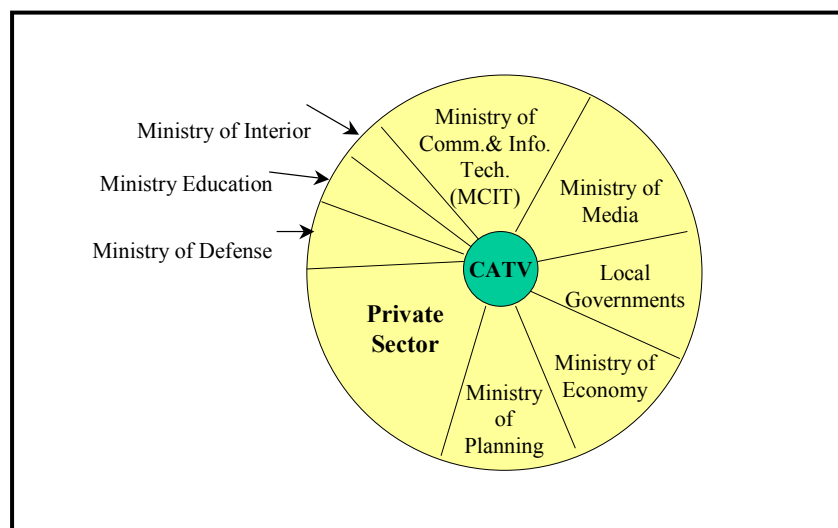 Ministry of Interior
Ministry Education
Ministry of Defense
Ministry of
Comm.& Info.
Tech.
(MCIT)
Ministry of
Media
Local
Governments
Ministry of
Economy
Ministry
of
Planning
Private
Sector
CATV